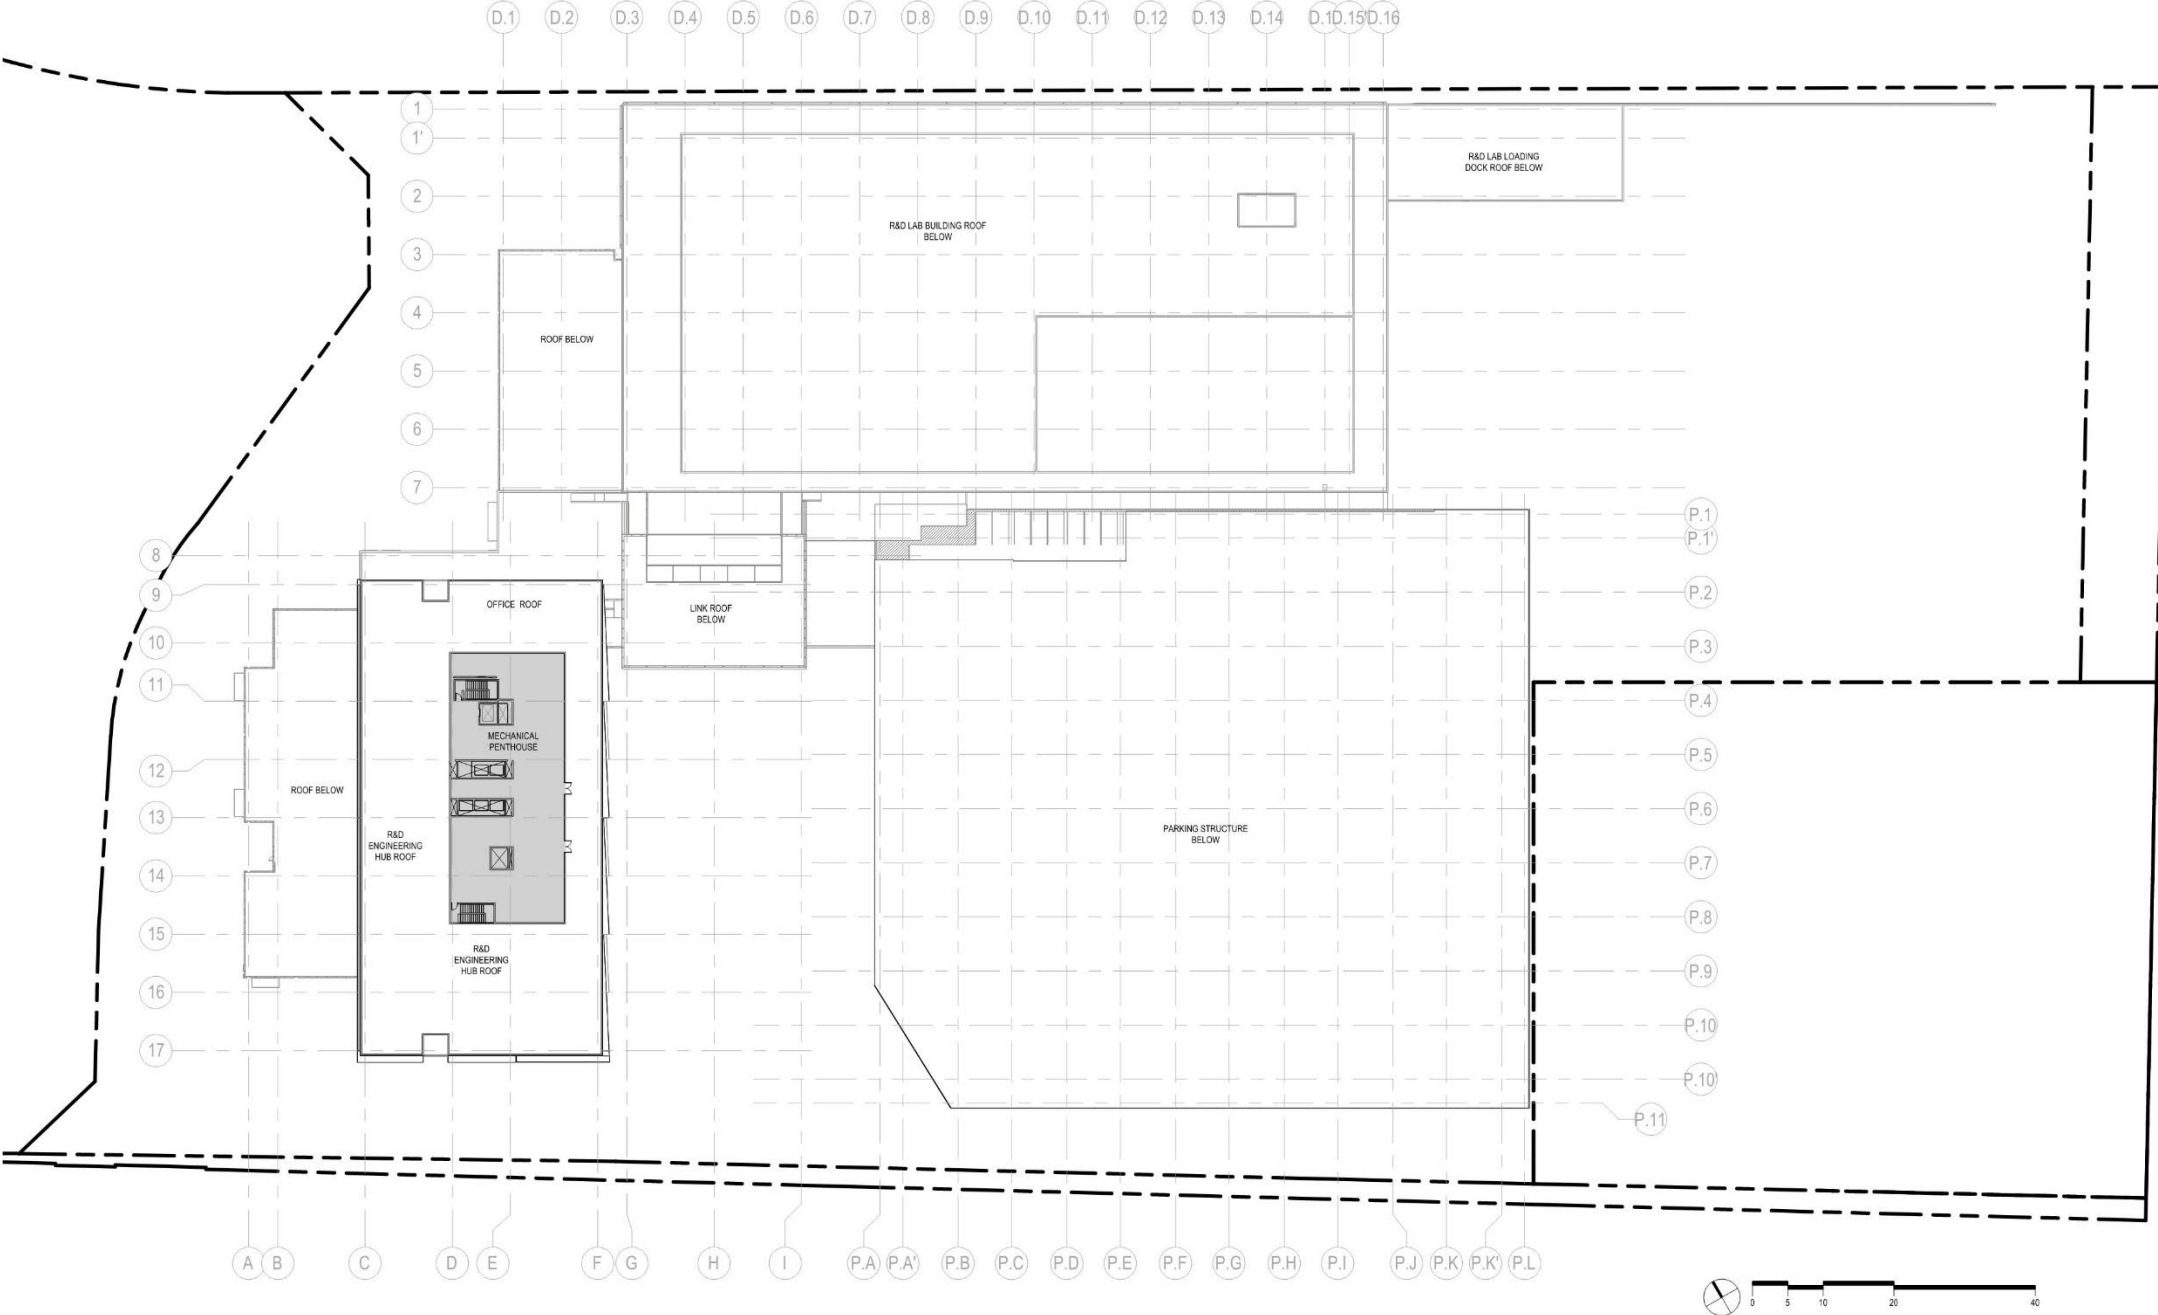 D.1 D.2 D.3 D.4 D.5 D.6 D.7 D.8 D.9 D.10 D.11 D.12 D.13 D.14 D.15' D.16
1
1'
R&D LAB LOADING
DOCK ROOF BELOW
2
R&D LAB BUILDING ROOF
BELOW
3
4
ROOF BELOW
5
6
7
P.1
P.1'
8
9
P.2
OFFICE ROOF
LINK ROOF
BELOW
10
P.3
11
P.4
MECHANICAL
PENTHOUSE
P.5
12
ROOF BELOW
P.6
13
PARKING STRUCTURE
BELOW
R&D
ENGINEERING
HUB ROOF
P.7
14
P.8
15
R&D
ENGINEERING
HUB ROOF
P.9
16
P.10
17
P.10'
P.11
A B C D E F G H I P.A P.A' P.B P.C P.D P.E P.F P.G P.H P.I P.J P.K P.K' P.L
0 5 10 20 40